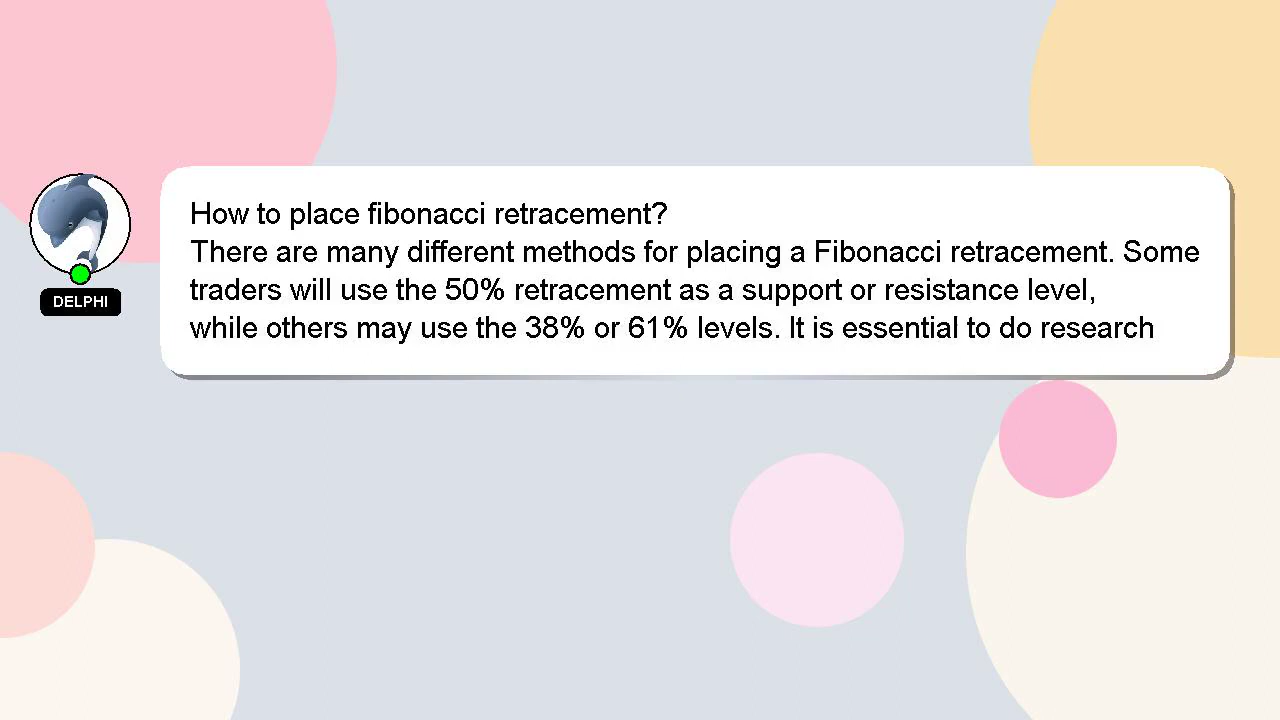 How to place fibonacci retracement?
There are many different methods for placing a Fibonacci retracement. Some
traders will use the 50% retracement as a support or resistance level,
while others may use the 38% or 61% levels. It is essential to do research
DELPHI